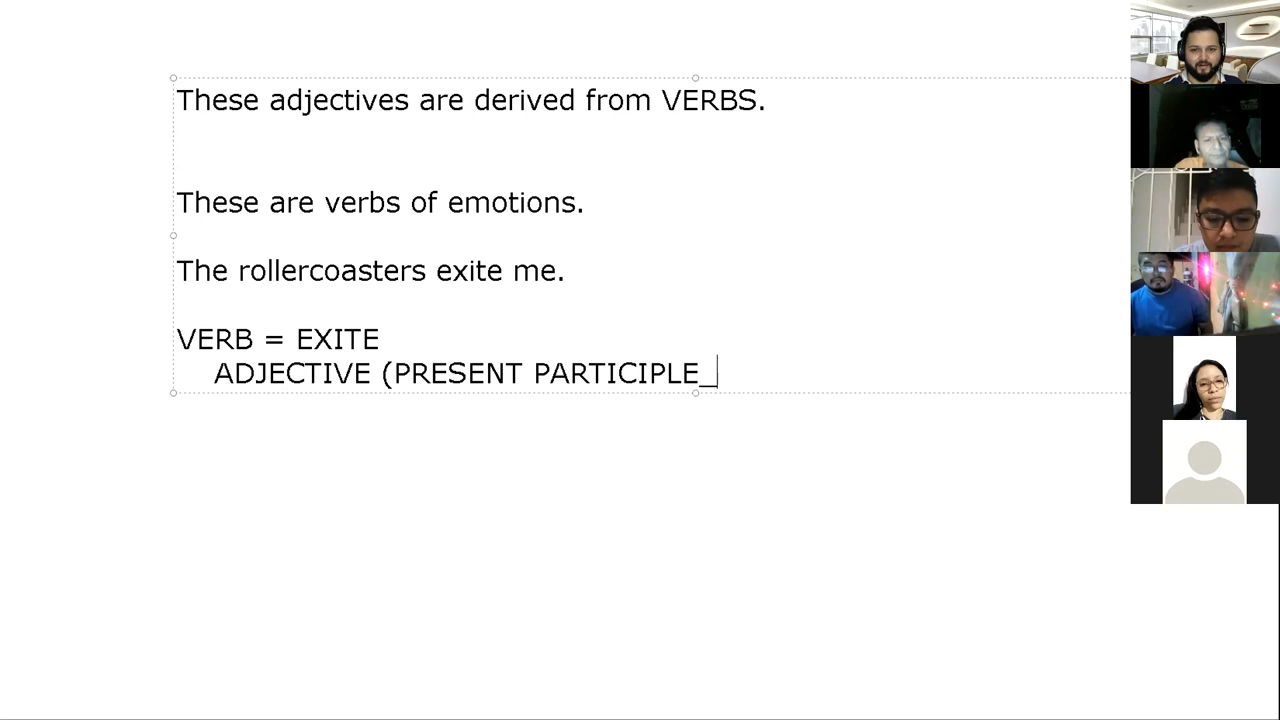 These adjectives are derived from VERBS.
These are verbs of emotions.
The rollercoasters exite me.
VERB = EXITE
ADJECTIVE (PRESENT PARTICIPLE_